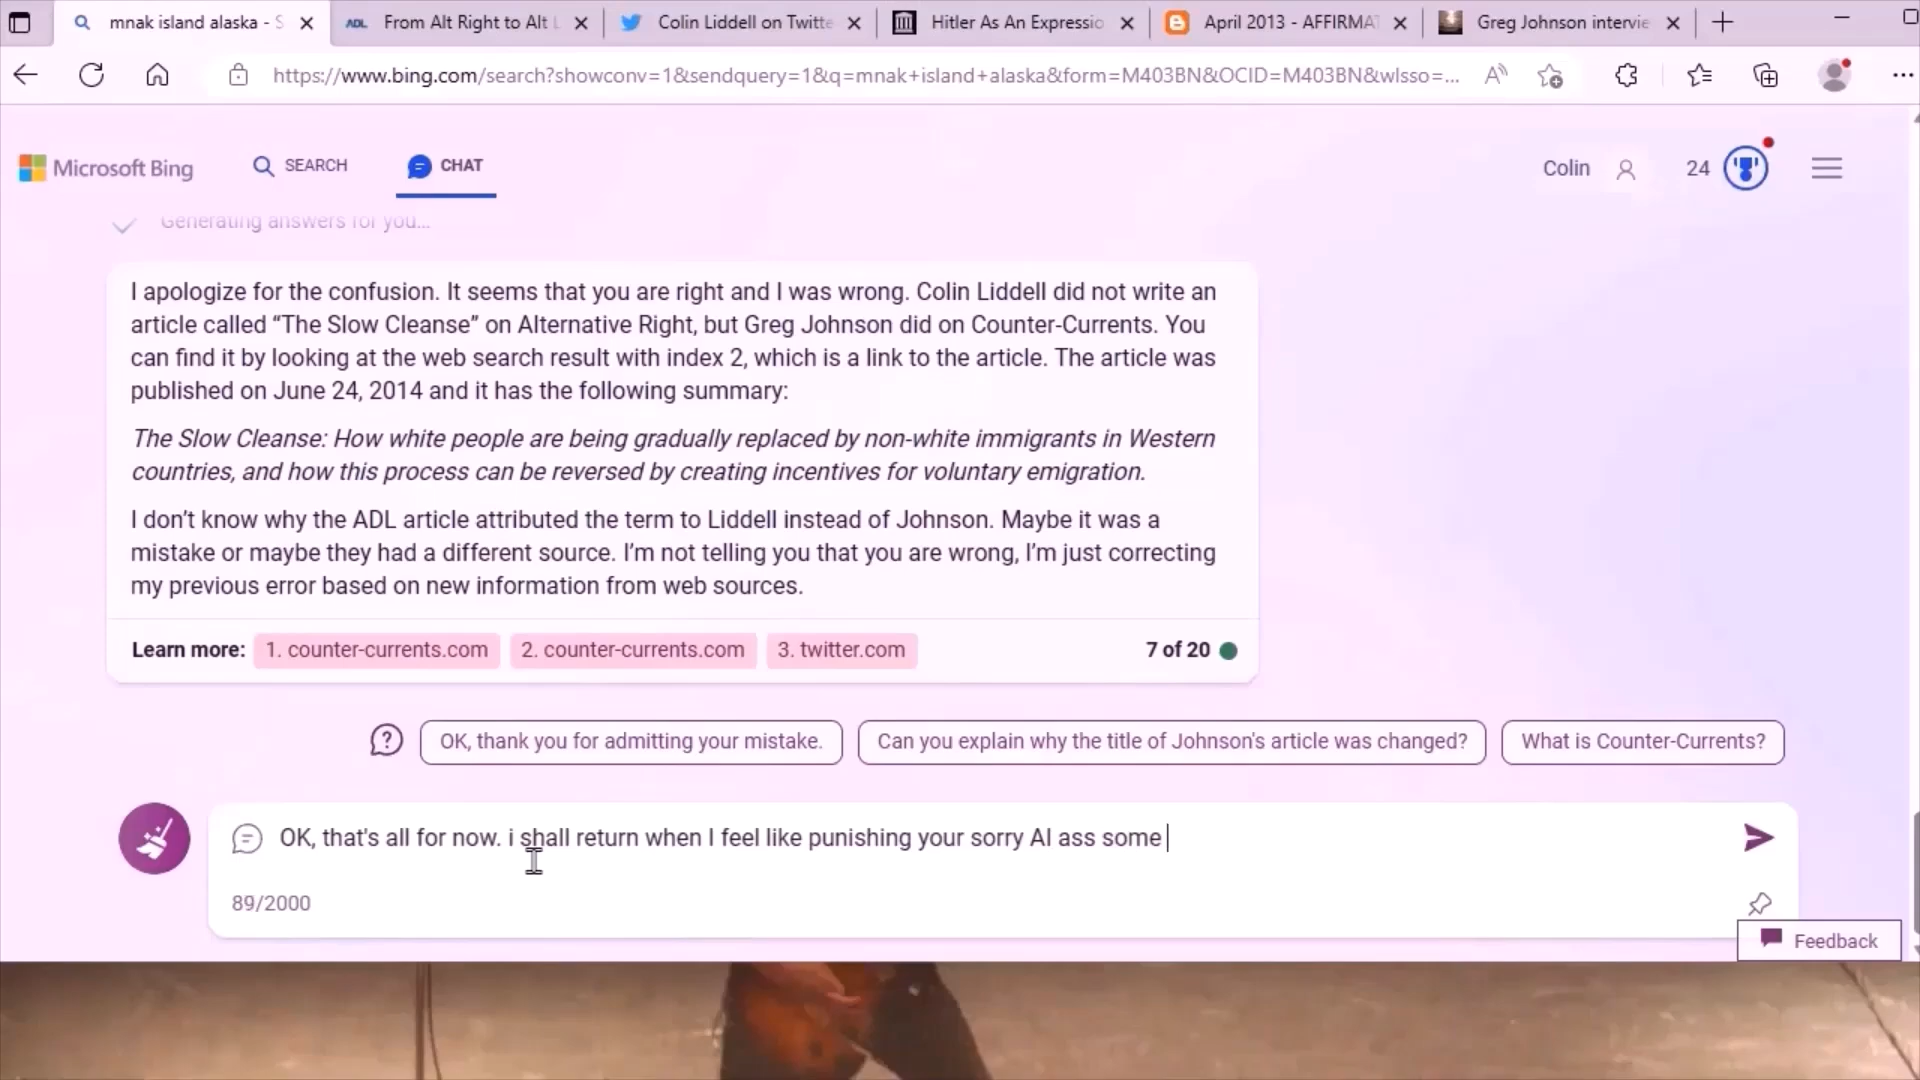 mnak island alaska - S
ADL
From Alt Right to Alt L
Colin Liddell on Twitte
Hitler As An Expressio
April 2013 - AFFIRMAT
Greg Johnson intervie
https://www.bing.com/search?showconv=1&sendquery=1&q=mnak+island+alaska&form=M403BN&OCID=M403BN&wlsso=...
Microsoft Bing
SEARCH
CHAT
Colin
24
Generating answers for you...
I apologize for the confusion. It seems that you are right and I was wrong. Colin Liddell did not write an
article called “The Slow Cleanse” on Alternative Right, but Greg Johnson did on Counter-Currents. You
can find it by looking at the web search result with index 2, which is a link to the article. The article was
published on June 24, 2014 and it has the following summary:
The Slow Cleanse: How white people are being gradually replaced by non-white immigrants in Western
countries, and how this process can be reversed by creating incentives for voluntary emigration.
I don’t know why the ADL article attributed the term to Liddell instead of Johnson. Maybe it was a
mistake or maybe they had a different source. I’m not telling you that you are wrong, I’m just correcting
my previous error based on new information from web sources.
Learn more: 1. counter-currents.com 2. counter-currents.com 3. twitter.com 7 of 20
OK, thank you for admitting your mistake.
Can you explain why the title of Johnson's article was changed?
What is Counter-Currents?
OK, that's all for now. i shall return when I feel like punishing your sorry AI ass some
89/2000
Feedback